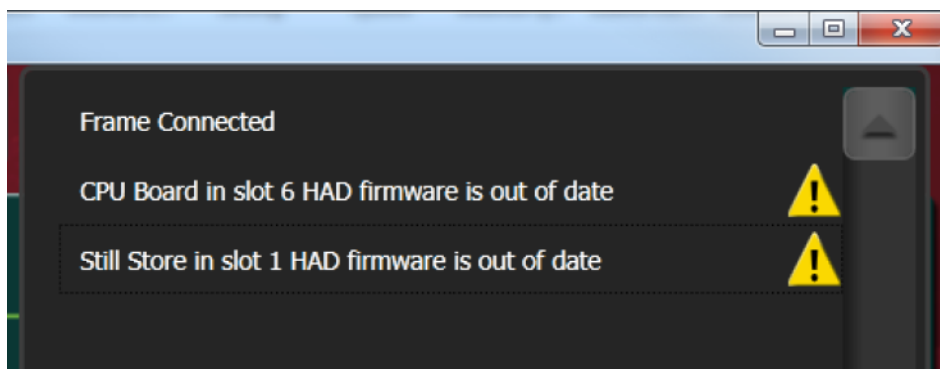 Frame Connected
CPU Board in slot 6 HAD firmware is out of date
Still Store in slot 1 HAD firmware is out of date